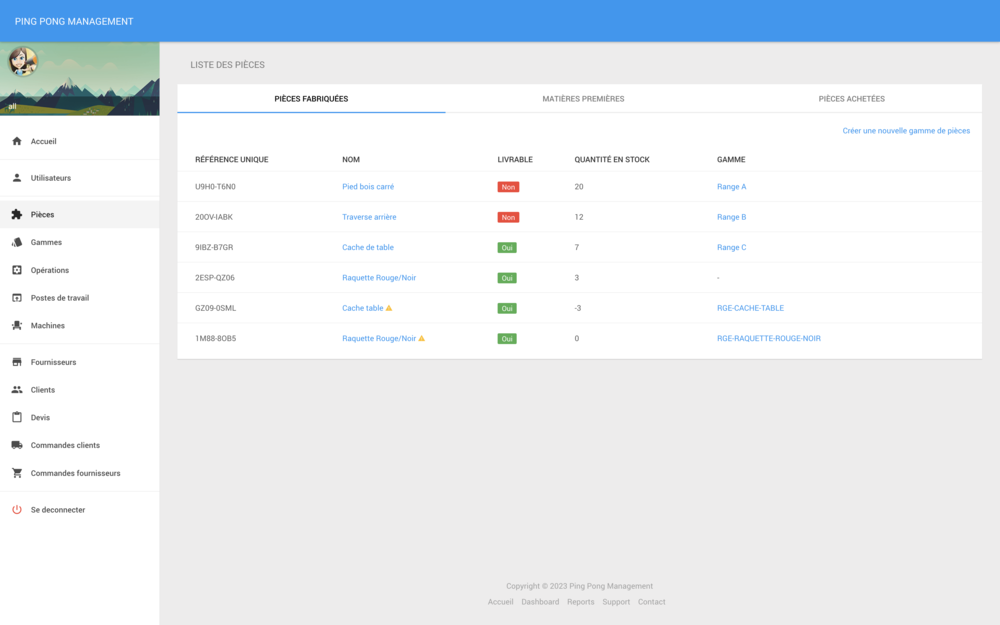 PING PONG MANAGEMENT
all
Accueil
Utilisateurs
Pièces
Gammes
Opérations
Postes de travail
Machines
Fournisseurs
Clients
Devis
Commandes clients
Commandes fournisseurs
Se deconnecter
LISTE DES PIÈCES
PIÈCES FABRIQUÉES MATIÈRES PREMIÈRES PIÈCES ACHETÉES
Créer une nouvelle gamme de pièces
RÉFÉRENCE UNIQUE NOM LIVRABLE QUANTITÉ EN STOCK GAMME
U9H0-T6N0 Pied bois carré Non 20 Range A
20OV-IABK Traverse arrière Non 12 Range B
9IBZ-B7GR Cache de table Oui 7 Range C
2ESP-QZ06 Raquette Rouge/Noir Oui 3 -
GZ09-0SML Cache table Oui -3 RGE-CACHE-TABLE
1M88-8OB5 Raquette Rouge/Noir Oui 0 RGE-RAQUETTE-ROUGE-NOIR
Copyright © 2023 Ping Pong Management
Accueil Dashboard Reports Support Contact